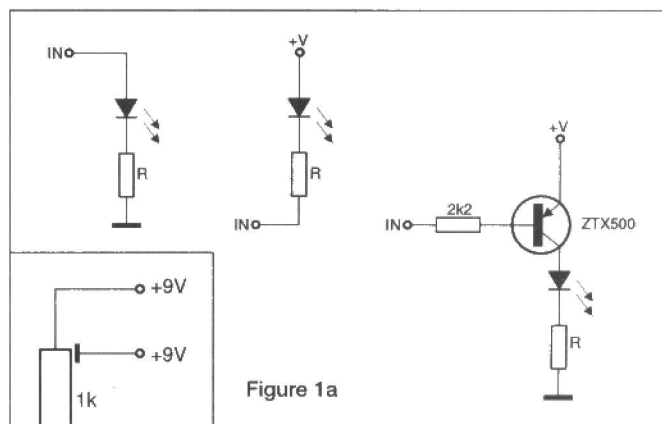 IN
R
+V
R
IN
+V
2k2
IN
ZTX500
R
+9V
+9V
1k
Figure 1a